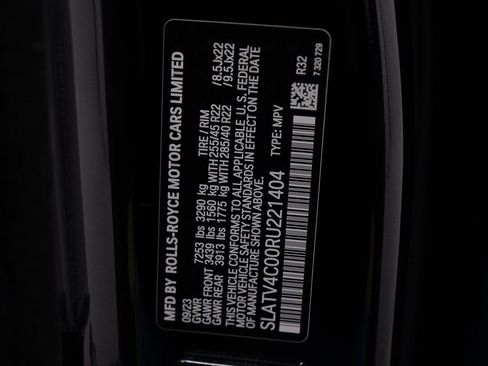 MFD BY ROLLS-ROYCE MOTOR CARS LIMITED
09/23 TIRE / RIM
GVWR 7253 lbs 3290 kg
GAWR FRONT 3439 lbs 1560 kg WITH 255/45 R22 /8.5Jx22
GAWR REAR 3913 lbs 1775 kg WITH 285/40 R22 /9.5Jx22
THIS VEHICLE CONFORMS TO ALL APPLICABLE U.S. FEDERAL
MOTOR VEHICLE SAFETY STANDARDS IN EFFECT ON THE DATE
OF MANUFACTURE SHOWN ABOVE.
SLATV4C00RU221404 TYPE: MPV
R32
7 320 729